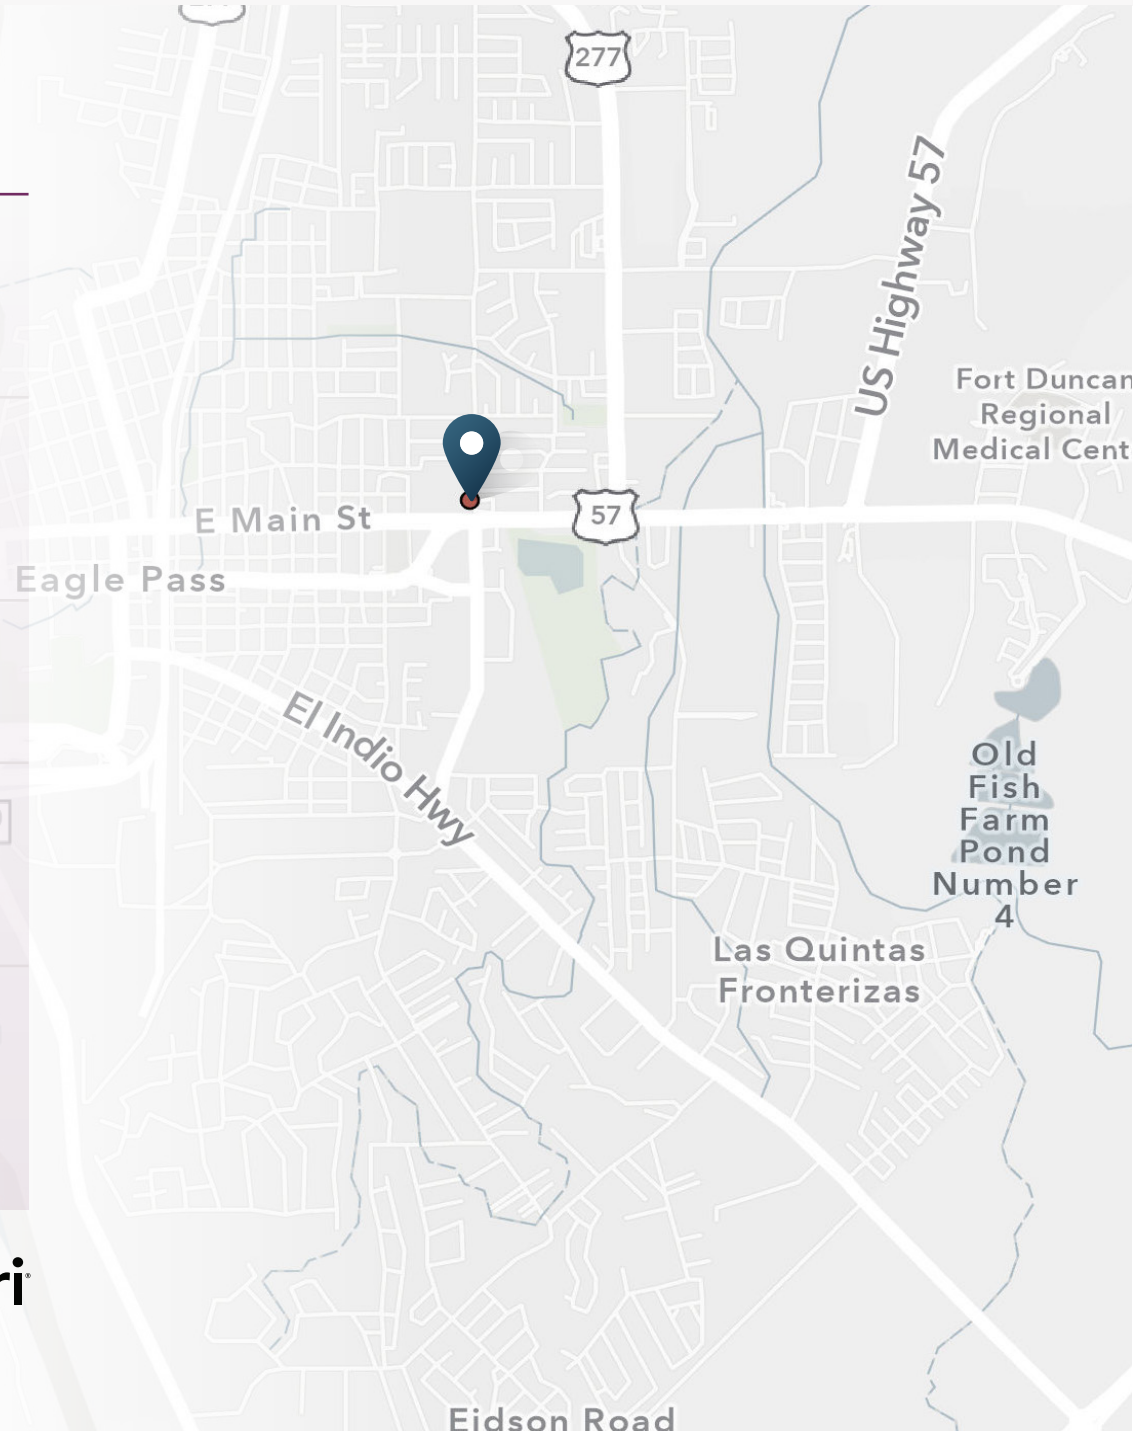 277
US Highway 57
Fort Duncan
Regional
Medical Cent
E Main St
57
Eagle Pass
El Indio Hwy
Old
Fish
Farm
Pond
Number
4
Las Quintas
Fronterizas
ri
Eidson Road